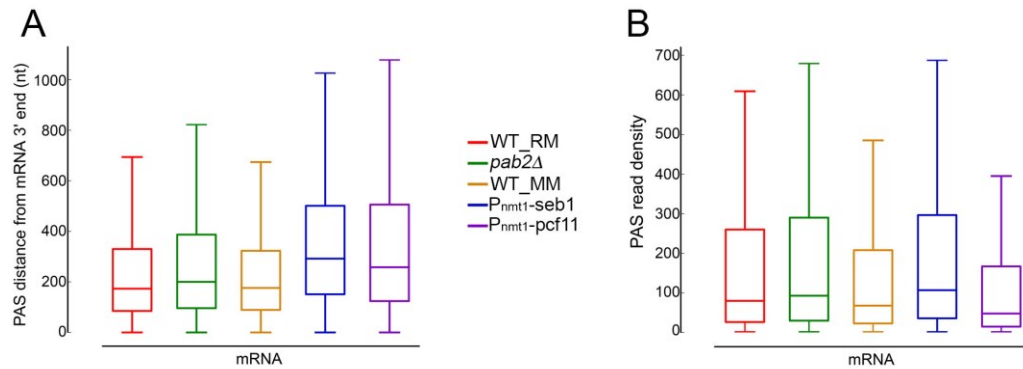 A
PAS distance from mRNA 3' end (nt)
1000
800
600
400
200
0
mRNA
WT_RM
pab2Δ
WT_MM
Pnmt1-seb1
Pnmt1-pcf11
B
PAS read density
700
600
500
400
300
200
100
0
mRNA